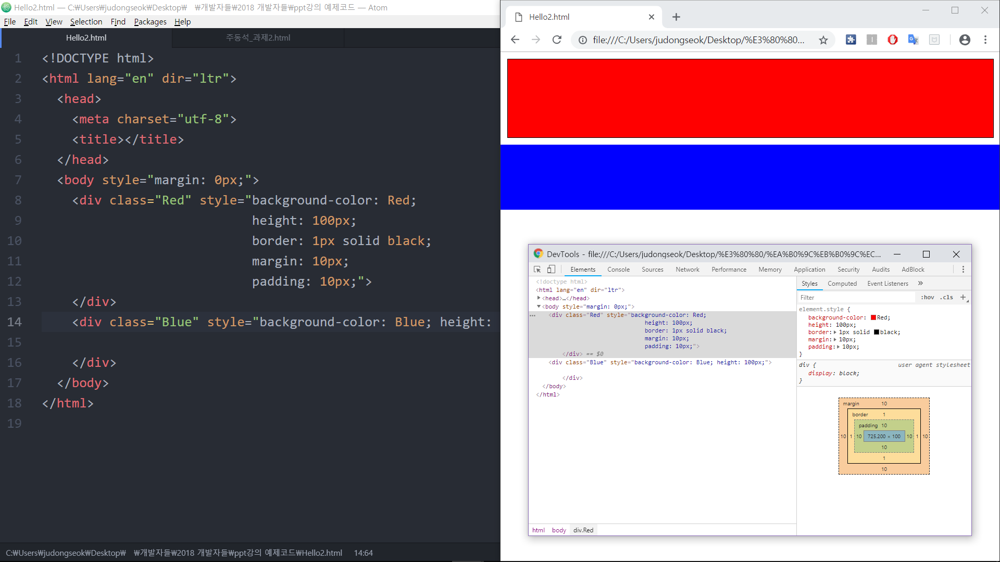 Hello2.html — C:₩Users₩judongseok₩Desktop₩　₩개발자들₩2018 개발자들₩ppt강의 예제코드 — Atom
File Edit View Selection Find Packages Help
Hello2.html 주동석_과제2.html
1 <!DOCTYPE html>
2 <html lang="en" dir="ltr">
3 <head>
4 <meta charset="utf-8">
5 <title></title>
6 </head>
7 <body style="margin: 0px;">
8 <div class="Red" style="background-color: Red;
9 height: 100px;
10 border: 1px solid black;
11 margin: 10px;
12 padding: 10px;">
13 </div>
14 <div class="Blue" style="background-color: Blue; height:
15
16 </div>
17 </body>
18 </html>
19
C:₩Users₩judongseok₩Desktop₩　₩개발자들₩2018 개발자들₩ppt강의 예제코드₩Hello2.html 14:64
Hello2.html
file:///C:/Users/judongseok/Desktop/%E3%80%80...
DevTools - file:///C:/Users/judongseok/Desktop/%E3%80%80/%EA%B0%9C%EB%B0%9C%EC...
Elements Console Sources Network Performance Memory Application Security Audits AdBlock
<!doctype html>
<html lang="en" dir="ltr">
<head>…</head>
<body style="margin: 0px;">
<div class="Red" style="background-color: Red;
height: 100px;
border: 1px solid black;
margin: 10px;
padding: 10px;">
</div> == $0
<div class="Blue" style="background-color: Blue; height: 100px;">
</div>
</body>
</html>
html body div.Red
Styles Computed Event Listeners »
Filter :hov .cls +
element.style {
background-color: Red;
height: 100px;
border: 1px solid black;
margin: 10px;
padding: 10px;
}
div { user agent stylesheet
display: block;
}
margin 10
border 1
padding 10
10 1 10 725.200 × 100 10 1 10
10
1
10